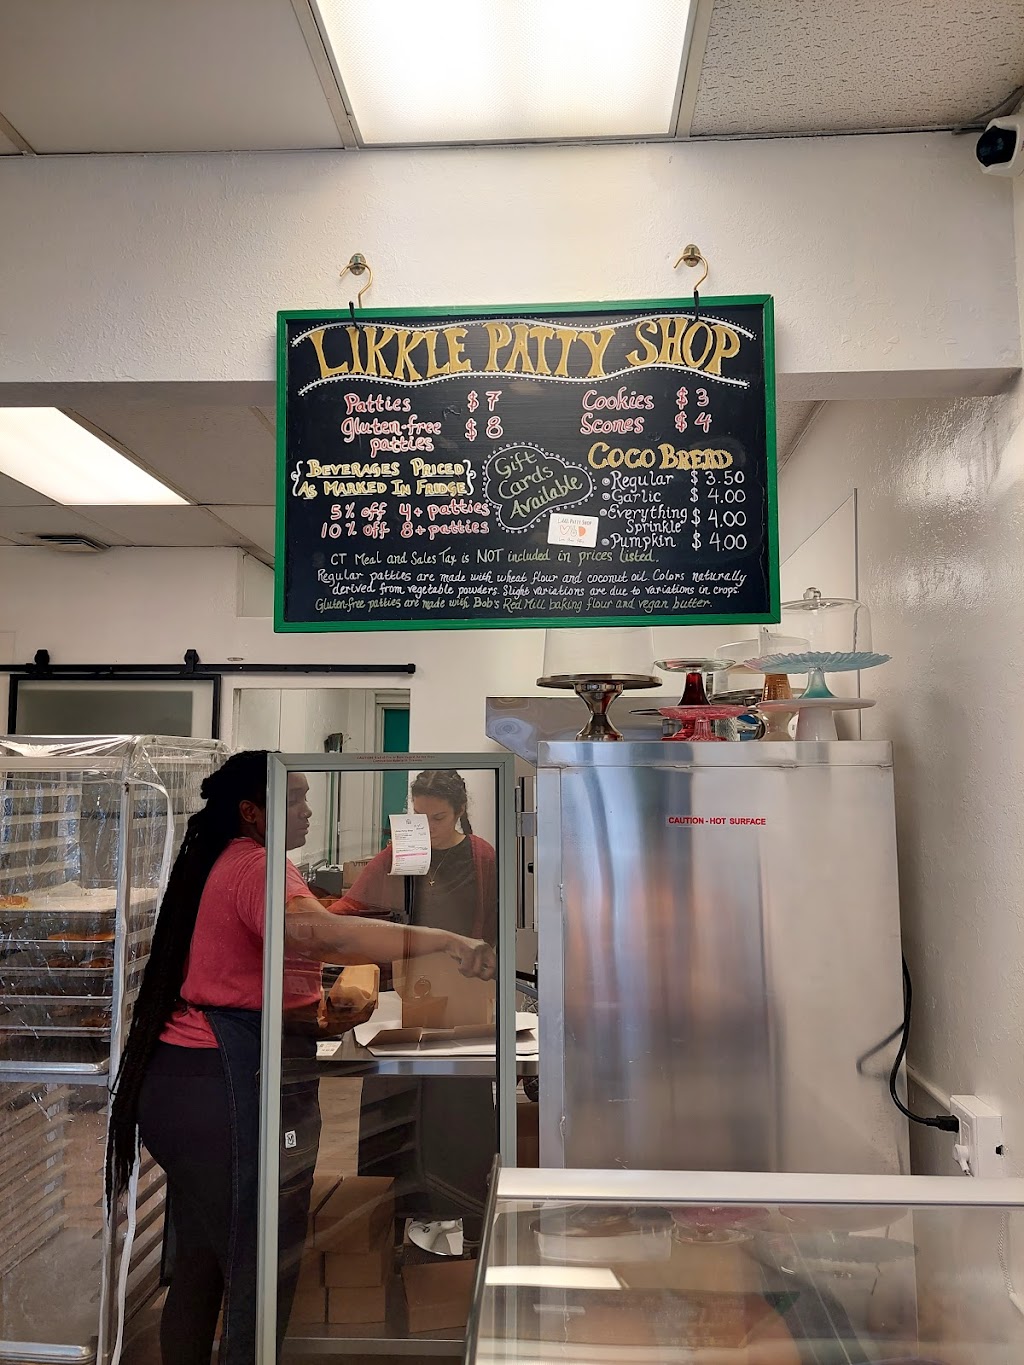 LIKKLE PATTY SHOP
Patties $7
Gluten-free patties $8
{BEVERAGES PRICED
AS MARKED IN FRIDGE}
5% off 4+ patties
10% off 8+ patties
Gift
Cards
Available
Cookies $3
Scones $4
COCO BREAD
•Regular $3.50
•Garlic $4.00
•Everything
Sprinkle $4.00
•Pumpkin $4.00
CT Meal and Sales Tax is NOT included in prices listed.
Regular patties are made with wheat flour and coconut oil. Colors naturally
derived from vegetable powders. Slight variations are due to variations in crops.
Gluten-free patties are made with Bob's Red Mill baking flour and vegan butter.
CAUTION - HOT SURFACE